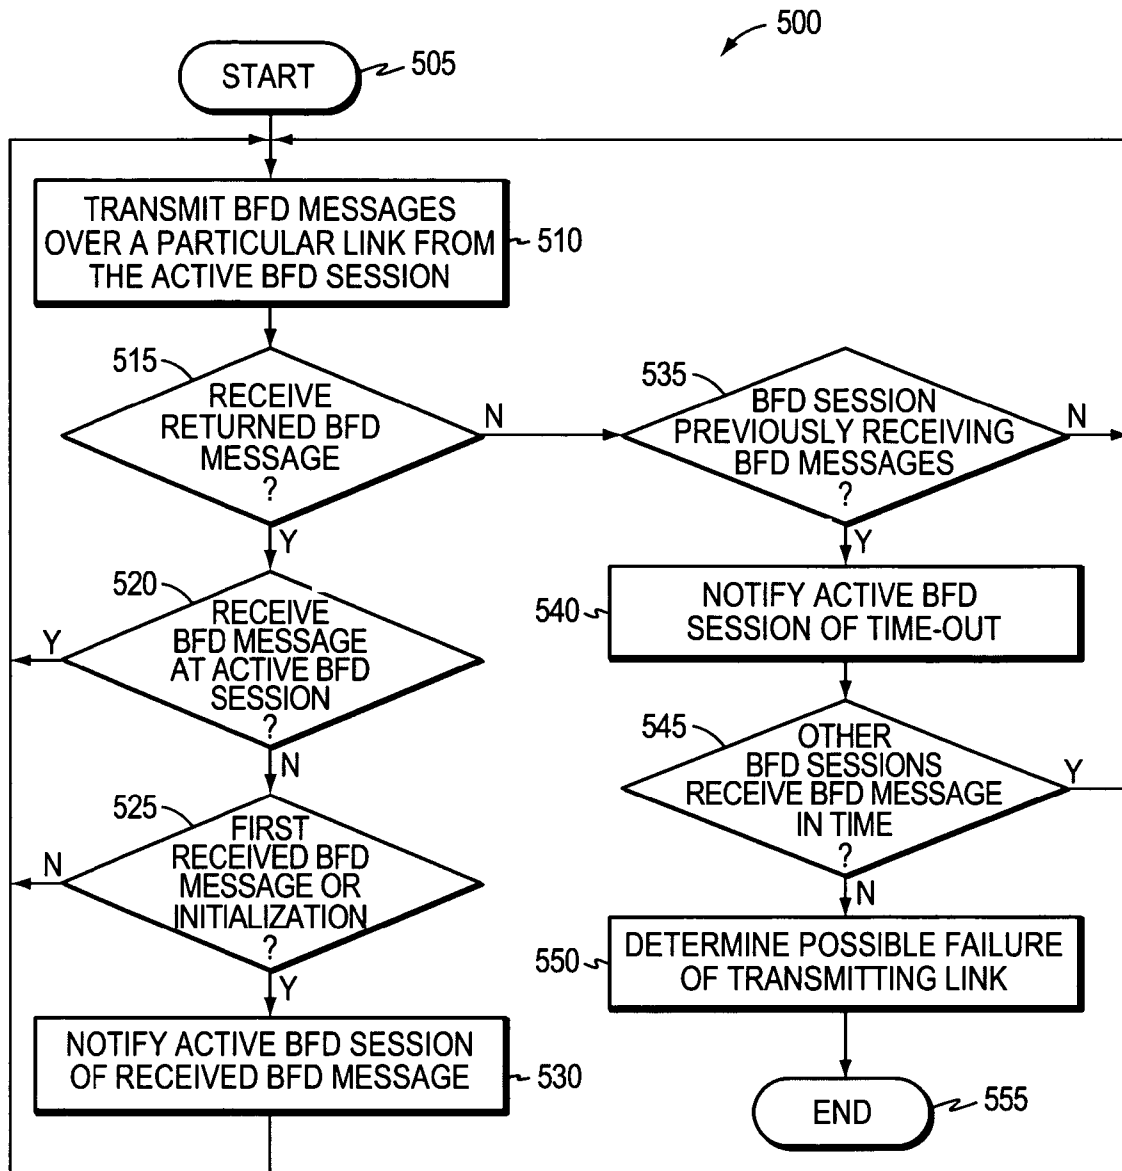 500
START
505
TRANSMIT BFD MESSAGES
OVER A PARTICULAR LINK FROM
THE ACTIVE BFD SESSION
510
515
RECEIVE
RETURNED BFD
MESSAGE
?
N
Y
535
BFD SESSION
PREVIOUSLY RECEIVING
BFD MESSAGES
?
N
Y
520
RECEIVE
BFD MESSAGE
AT ACTIVE BFD
SESSION
?
Y
N
540
NOTIFY ACTIVE BFD
SESSION OF TIME-OUT
545
OTHER
BFD SESSIONS
RECEIVE BFD MESSAGE
IN TIME
?
Y
N
525
FIRST
RECEIVED BFD
MESSAGE OR
INITIALIZATION
?
N
Y
550
DETERMINE POSSIBLE FAILURE
OF TRANSMITTING LINK
NOTIFY ACTIVE BFD SESSION
OF RECEIVED BFD MESSAGE
530
END
555